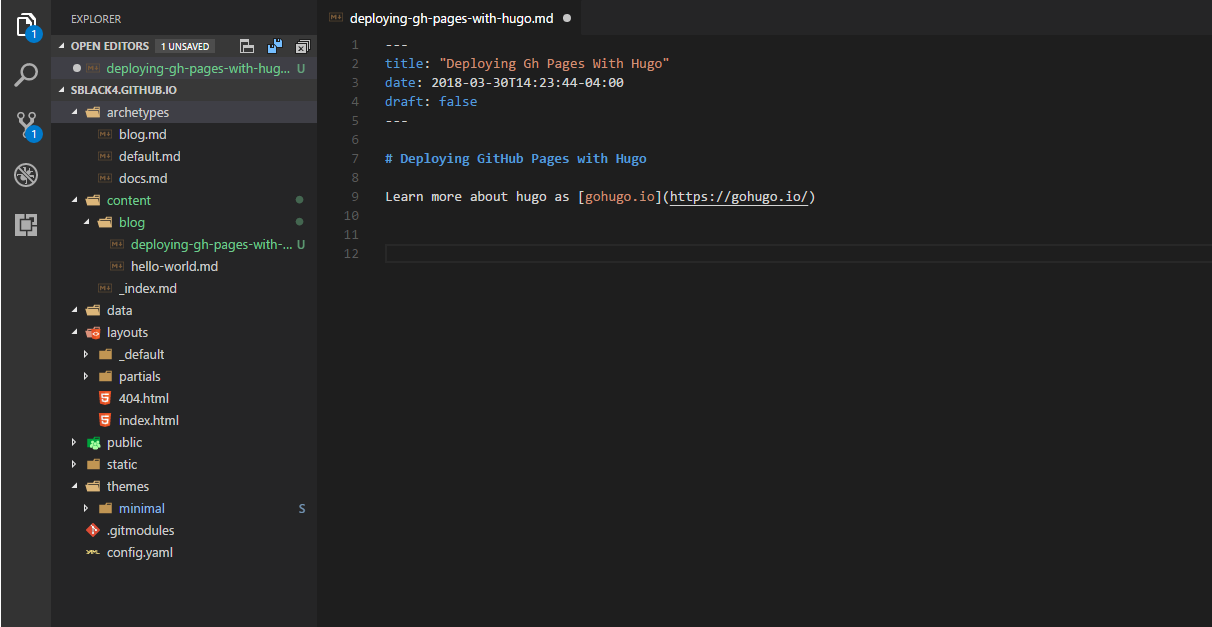 EXPLORER
OPEN EDITORS 1 UNSAVED
deploying-gh-pages-with-hug... U
SBLACK4.GITHUB.IO
archetypes
blog.md
default.md
docs.md
content
blog
deploying-gh-pages-with-... U
hello-world.md
_index.md
data
layouts
_default
partials
404.html
index.html
public
static
themes
minimal S
.gitmodules
config.yaml
1
1
deploying-gh-pages-with-hugo.md
1 ---
2 title: "Deploying Gh Pages With Hugo"
3 date: 2018-03-30T14:23:44-04:00
4 draft: false
5 ---
6
7 # Deploying GitHub Pages with Hugo
8
9 Learn more about hugo as [gohugo.io](https://gohugo.io/)
10
11
12